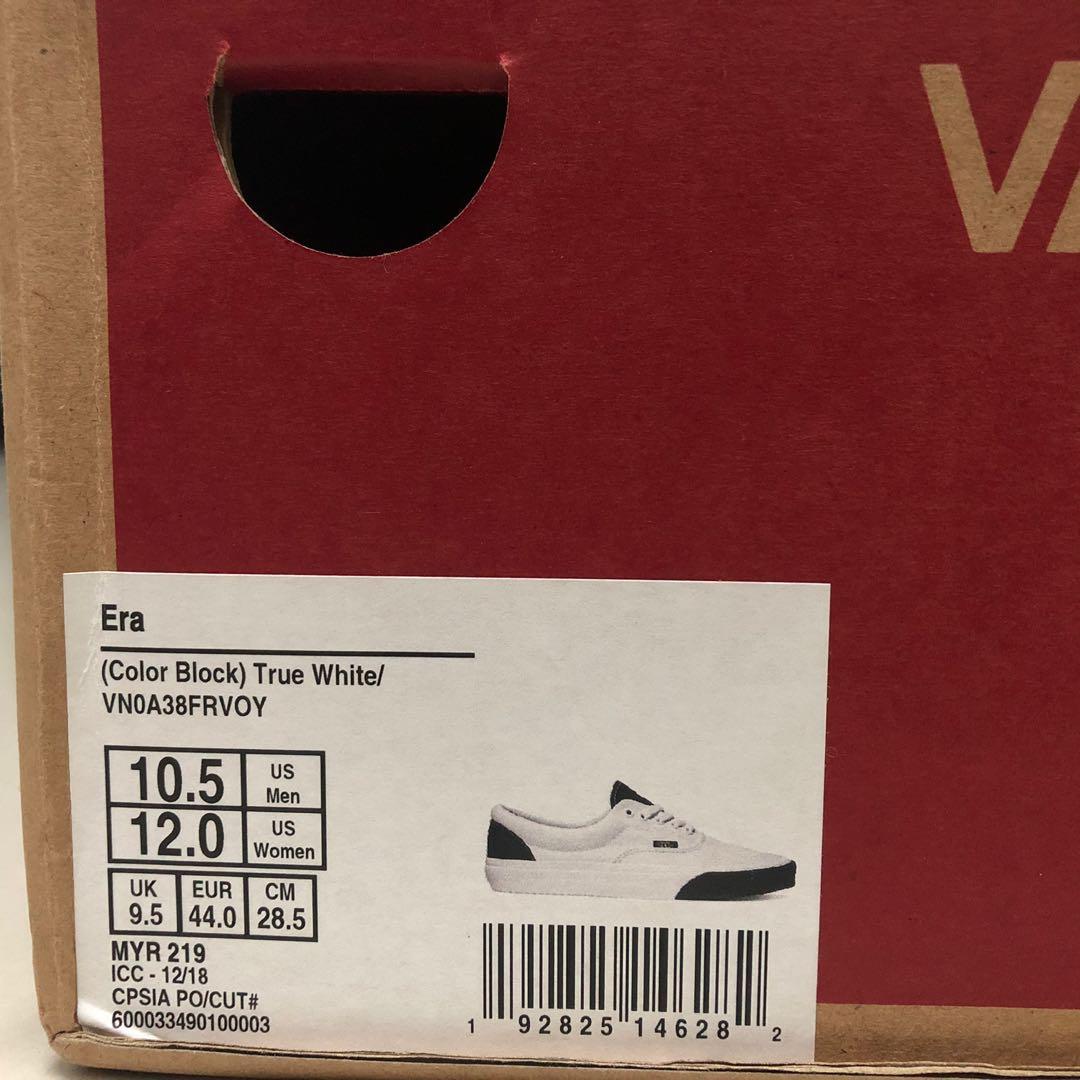 VA
Era
(Color Block) True White/
VN0A38FRVOY
10.5 US Men
12.0 US Women
UK 9.5 EUR 44.0 CM 28.5
MYR 219
ICC - 12/18
CPSIA PO/CUT#
600033490100003
1 92825 14628 2